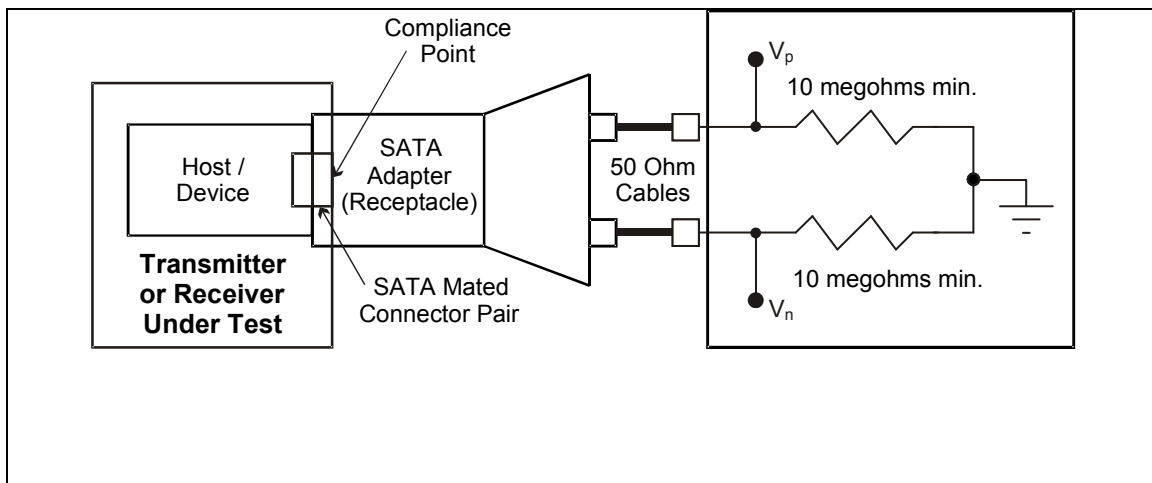 Compliance
Point
Vp
10 megohms min.
Host /
Device
SATA
Adapter
(Receptacle)
50 Ohm
Cables
Transmitter
or Receiver
Under Test
SATA Mated
Connector Pair
10 megohms min.
Vn